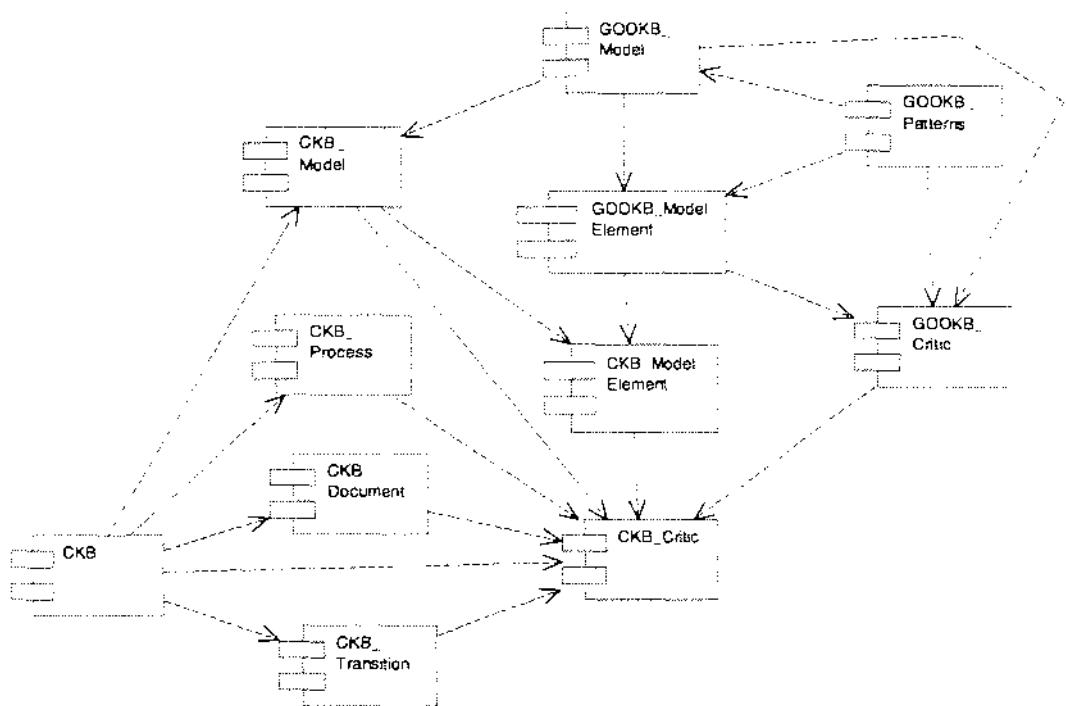 GOOKB_
Model
GOOKB_
Patterns
CKB_
Model
GOOKB_Model
Element
CKB_
Process
GOOKB_
Critic
CKB_Model
Element
CKB
Document
CKB
CKB_Critic
CKB_
Transition